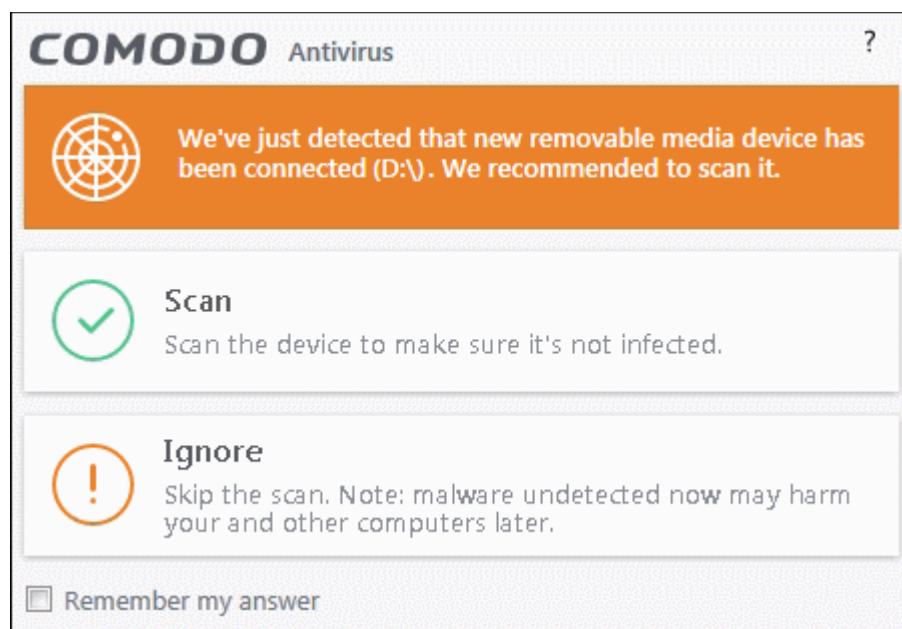 COMODO Antivirus ?
We've just detected that new removable media device has
been connected (D:\). We recommended to scan it.
Scan
Scan the device to make sure it's not infected.
Ignore
Skip the scan. Note: malware undetected now may harm
your and other computers later.
Remember my answer